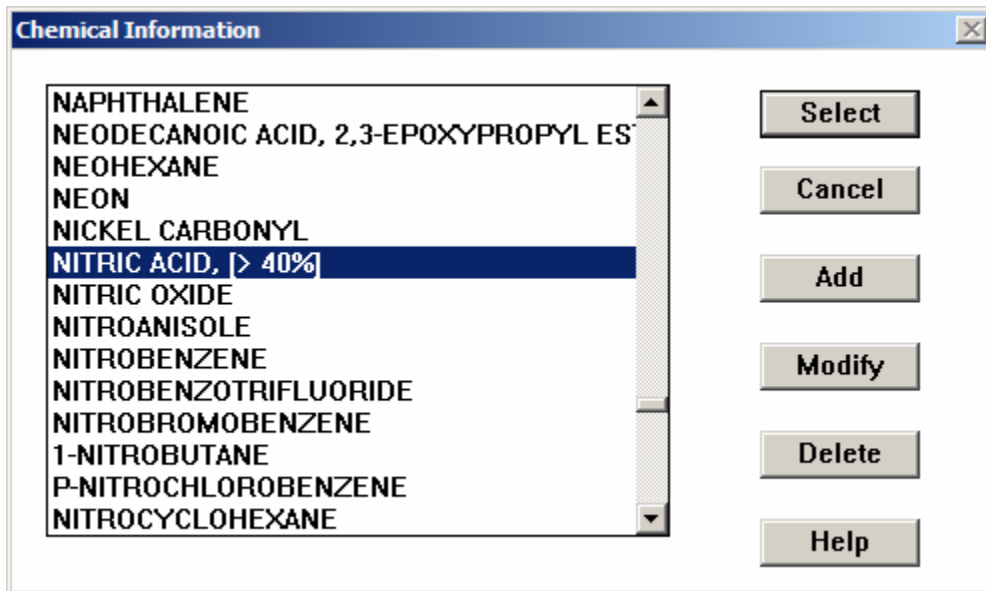 Chemical Information
NAPHTHALENE
NEODECANOIC ACID, 2,3-EPOXYPROPYL ES
NEOHEXANE
NEON
NICKEL CARBONYL
NITRIC ACID, [> 40%]
NITRIC OXIDE
NITROANISOLE
NITROBENZENE
NITROBENZOTRIFLUORIDE
NITROBROMOBENZENE
1-NITROBUTANE
P-NITROCHLOROBENZENE
NITROCYCLOHEXANE
Select
Cancel
Add
Modify
Delete
Help